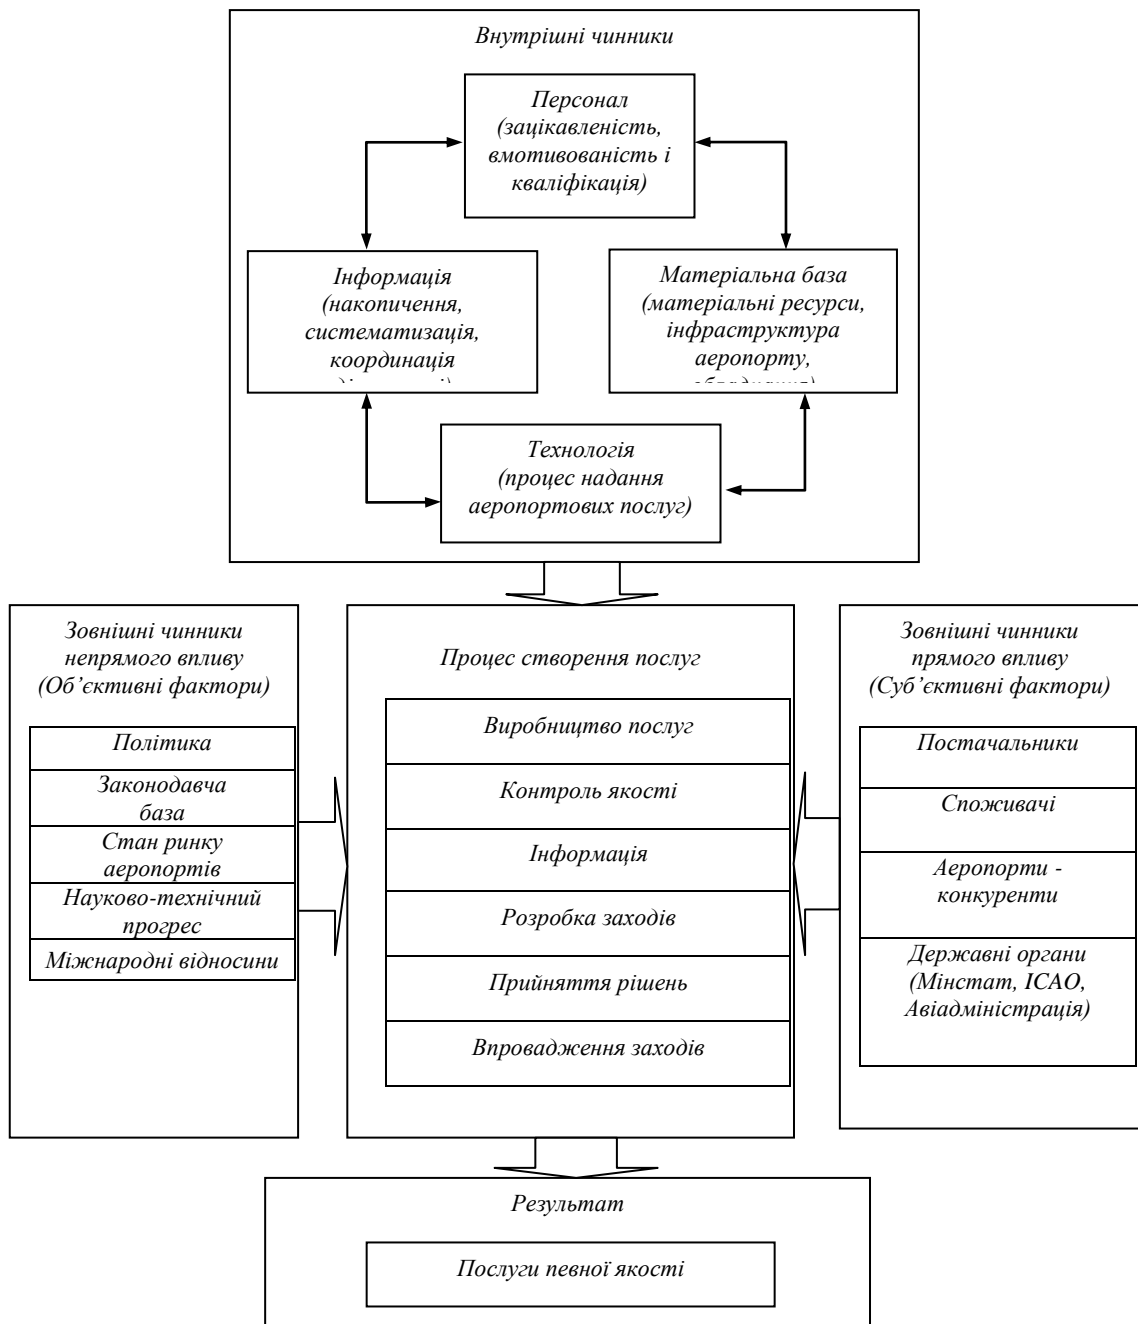 Внутрішні чинники
Персонал
(зацікавленість,
вмотивованість і
кваліфікація)
Інформація
(накопичення,
систематизація,
координація
Матеріальна база
(матеріальні ресурси,
інфраструктура
аеропорту,
Технологія
(процес надання
аеропортових послуг)
Зовнішні чинники
непрямого впливу
(Об’єктивні фактори)
Політика
Законодавча
база
Стан ринку
аеропортів
Науково-технічний
прогрес
Міжнародні відносини
Процес створення послуг
Виробництво послуг
Контроль якості
Інформація
Розробка заходів
Прийняття рішень
Впровадження заходів
Зовнішні чинники
прямого впливу
(Суб’єктивні фактори)
Постачальники
Споживачі
Аеропорти -
конкуренти
Державні органи
(Мінстат, ІСАО,
Авіадміністрація)
Результат
Послуги певної якості